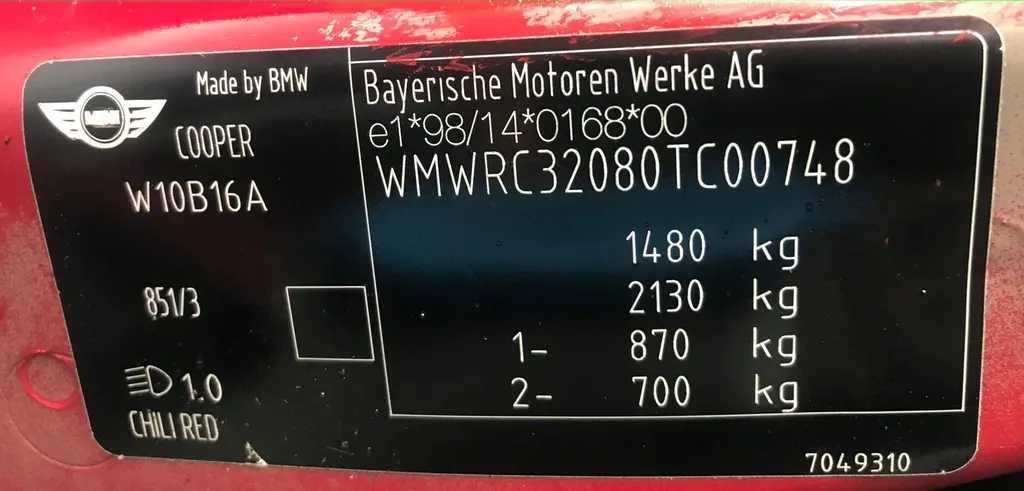 Made by BMW
MINI
COOPER
W10B16A
851/3
1.0
CHILI RED
Bayerische Motoren Werke AG
e1*98/14*0168*00
WMWRC32080TC00748
1480 kg
2130 kg
1- 870 kg
2- 700 kg
7049310